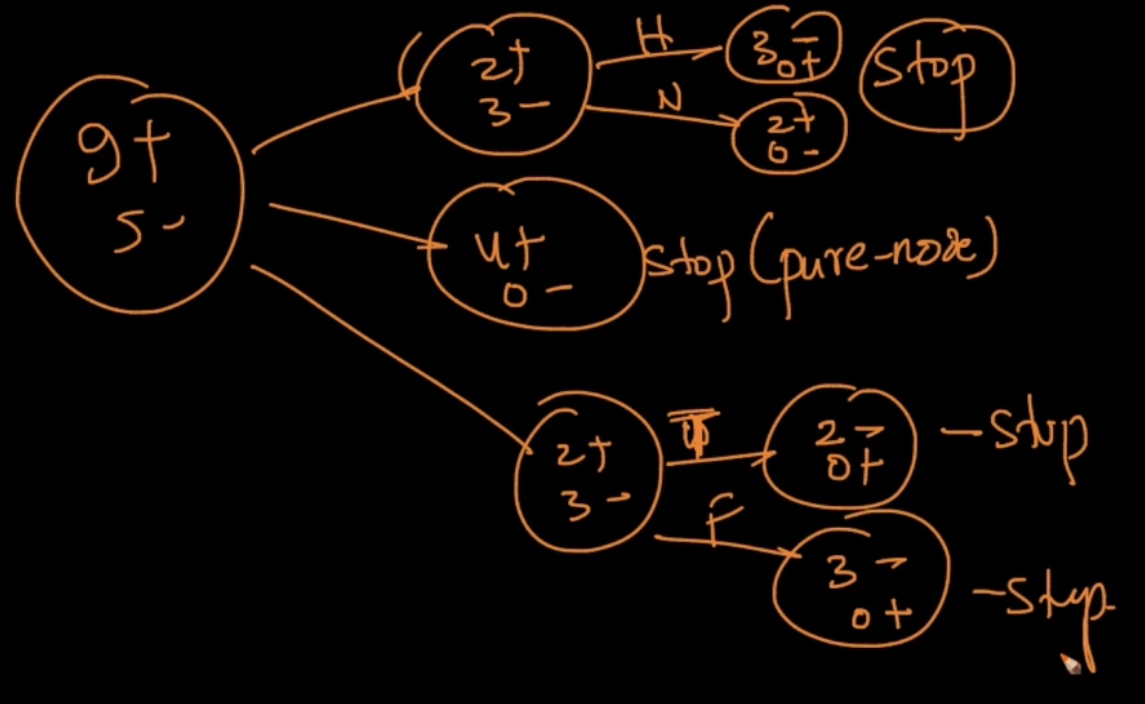 9+
5-
2+
3-
H
3-
0+
Stop
N
2+
0-
4+
0-
Stop (pure-node)
2+
3-
T
2-
0+
-Stop
F
3-
0+
-Stop